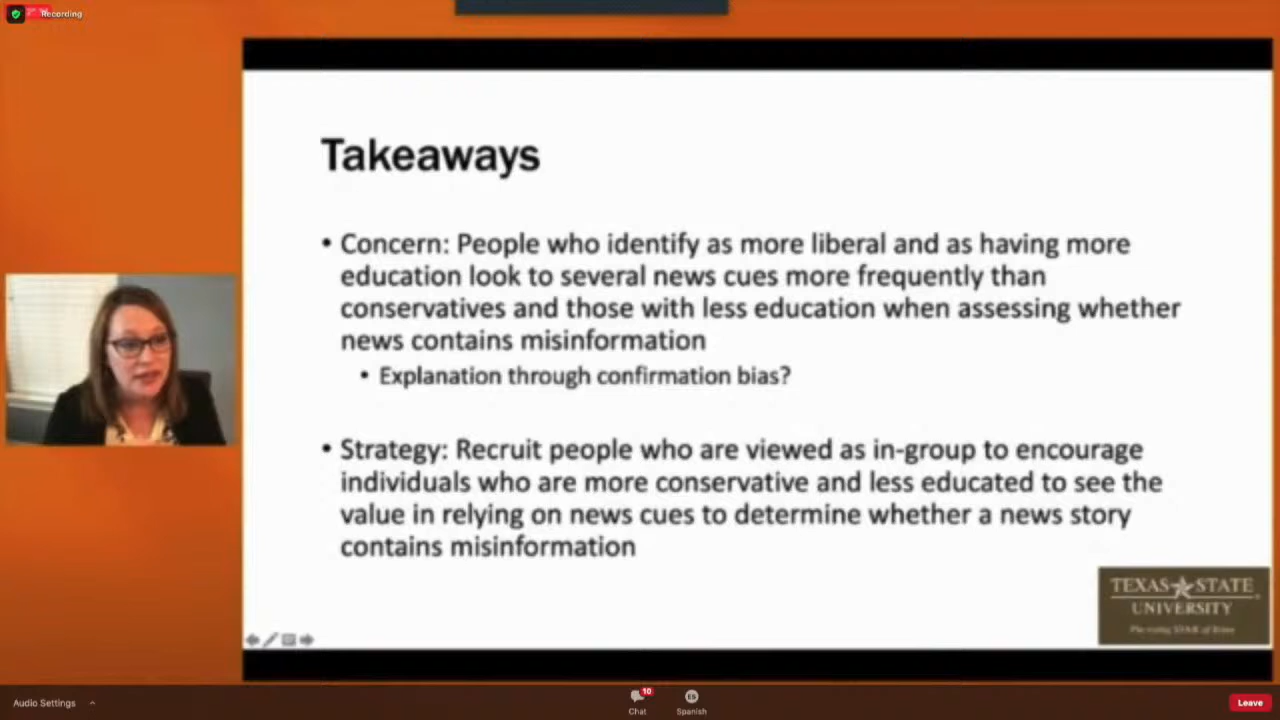 Recording
Takeaways
• Concern: People who identify as more liberal and as having more
education look to several news cues more frequently than
conservatives and those with less education when assessing whether
news contains misinformation
• Explanation through confirmation bias?
• Strategy: Recruit people who are viewed as in-group to encourage
individuals who are more conservative and less educated to see the
value in relying on news cues to determine whether a news story
contains misinformation
TEXAS STATE
UNIVERSITY
Audio Settings
10
Chat
ES
Spanish
Leave